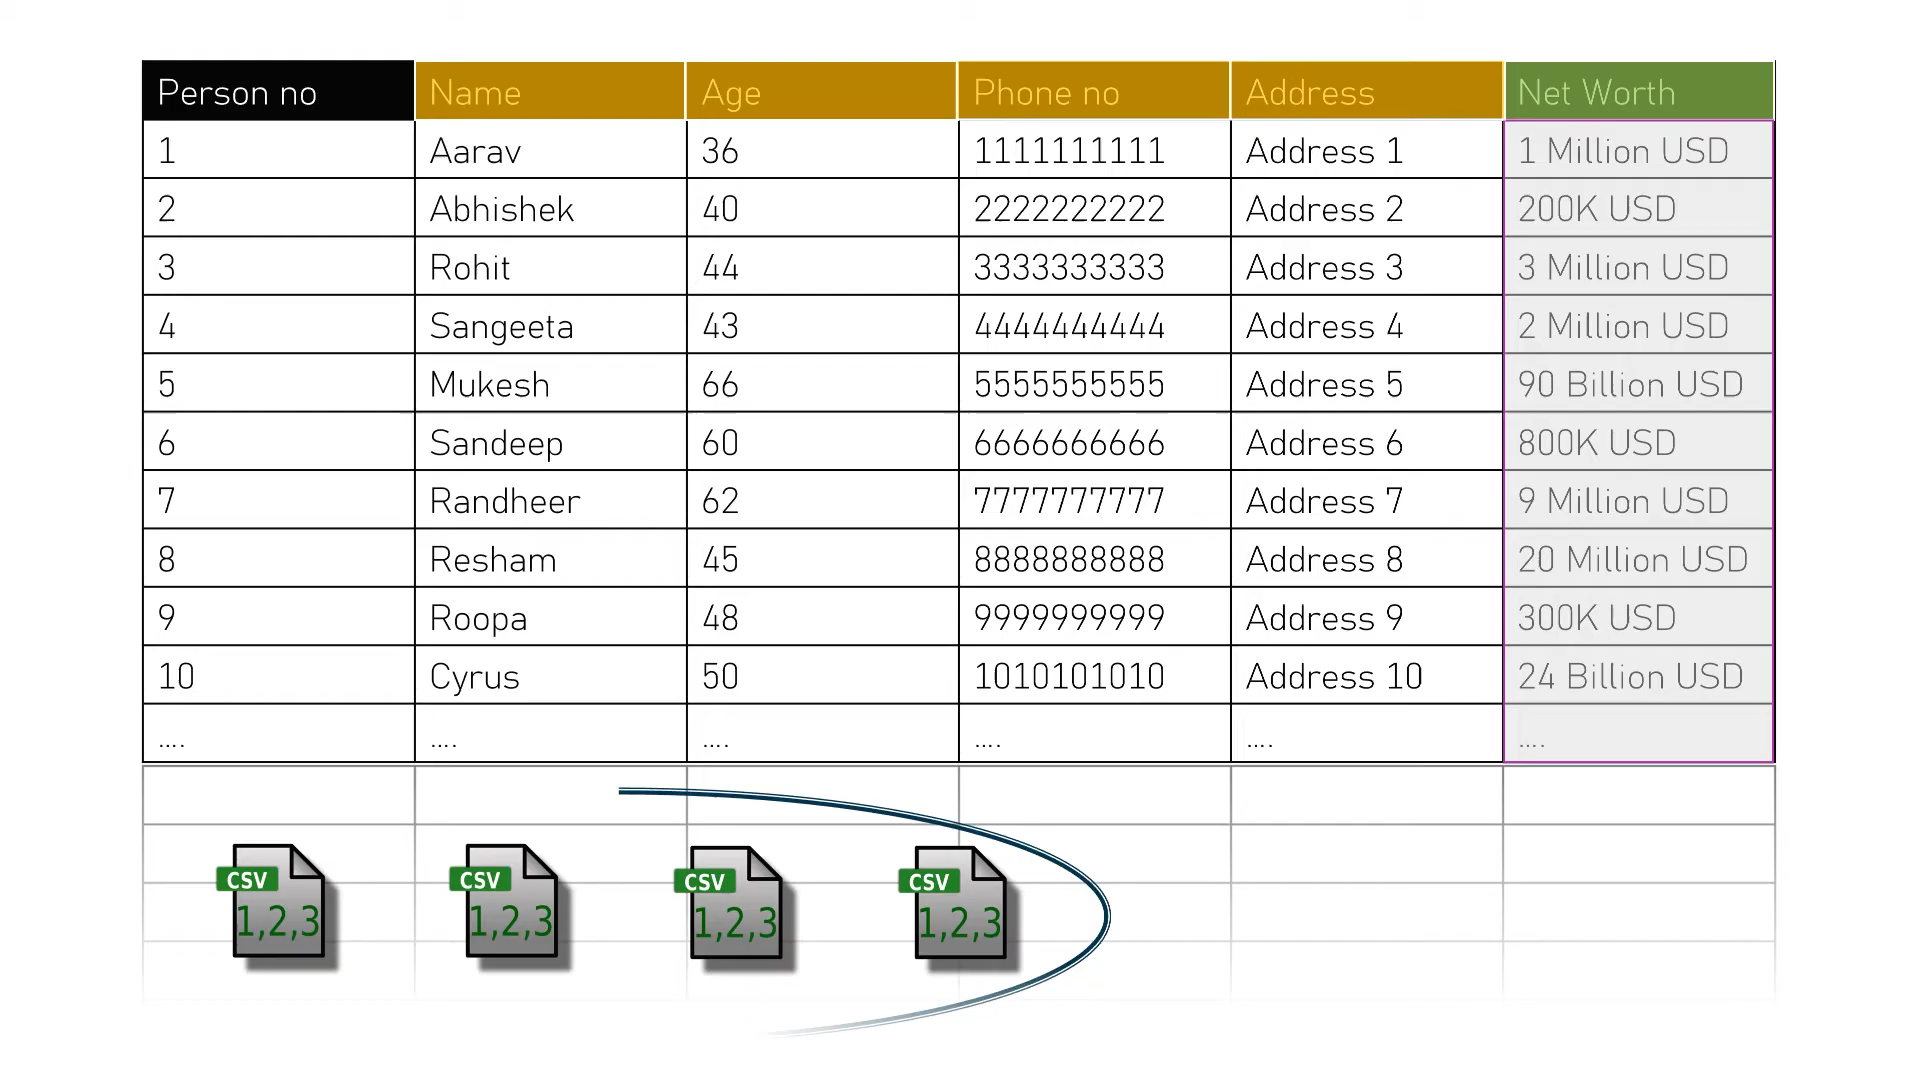 Person no Name Age Phone no Address Net Worth
1 Aarav 36 1111111111 Address 1 1 Million USD
2 Abhishek 40 2222222222 Address 2 200K USD
3 Rohit 44 3333333333 Address 3 3 Million USD
4 Sangeeta 43 4444444444 Address 4 2 Million USD
5 Mukesh 66 5555555555 Address 5 90 Billion USD
6 Sandeep 60 6666666666 Address 6 800K USD
7 Randheer 62 7777777777 Address 7 9 Million USD
8 Resham 45 8888888888 Address 8 20 Million USD
9 Roopa 48 9999999999 Address 9 300K USD
10 Cyrus 50 1010101010 Address 10 24 Billion USD
.... .... .... .... .... ....
CSV CSV CSV CSV
1,2,3 1,2,3 1,2,3 1,2,3